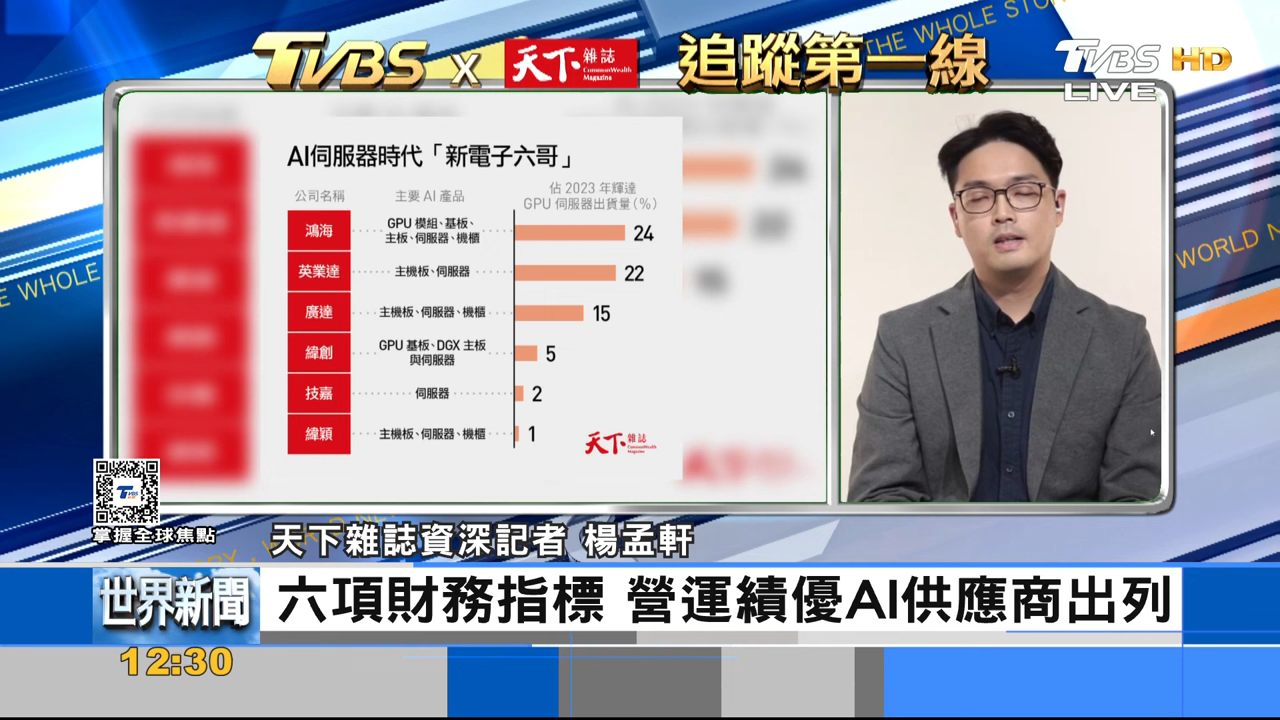 TVBS x 天下雜誌 CommonWealth Magazine 追蹤第一線
TVBS HD
LIVE
THE WHOLE STO
E WHOLE
WORLD N
AI伺服器時代「新電子六哥」
公司名稱 主要 AI 產品 佔 2023 年輝達
GPU 伺服器出貨量(%)
鴻海 GPU 模組、基板、
主板、伺服器、機櫃 24
英業達 主機板、伺服器 22
廣達 主機板、伺服器、機櫃 15
緯創 GPU 基板、DGX 主板
與伺服器 5
技嘉 伺服器 2
緯穎 主機板、伺服器、機櫃 1
天下雜誌 CommonWealth Magazine
TVBS
掌握全球焦點
天下雜誌資深記者 楊孟軒
世界新聞
六項財務指標 營運績優AI供應商出列
12:30